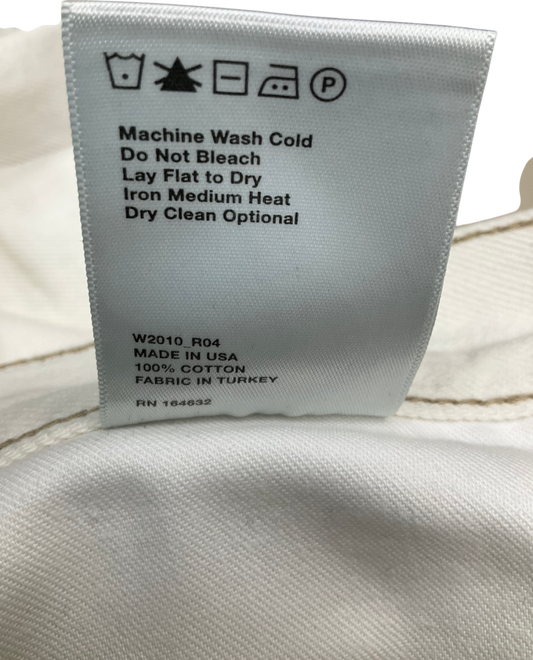 P
Machine Wash Cold
Do Not Bleach
Lay Flat to Dry
Iron Medium Heat
Dry Clean Optional
W2010_R04
MADE IN USA
100% COTTON
FABRIC IN TURKEY
RN 164632